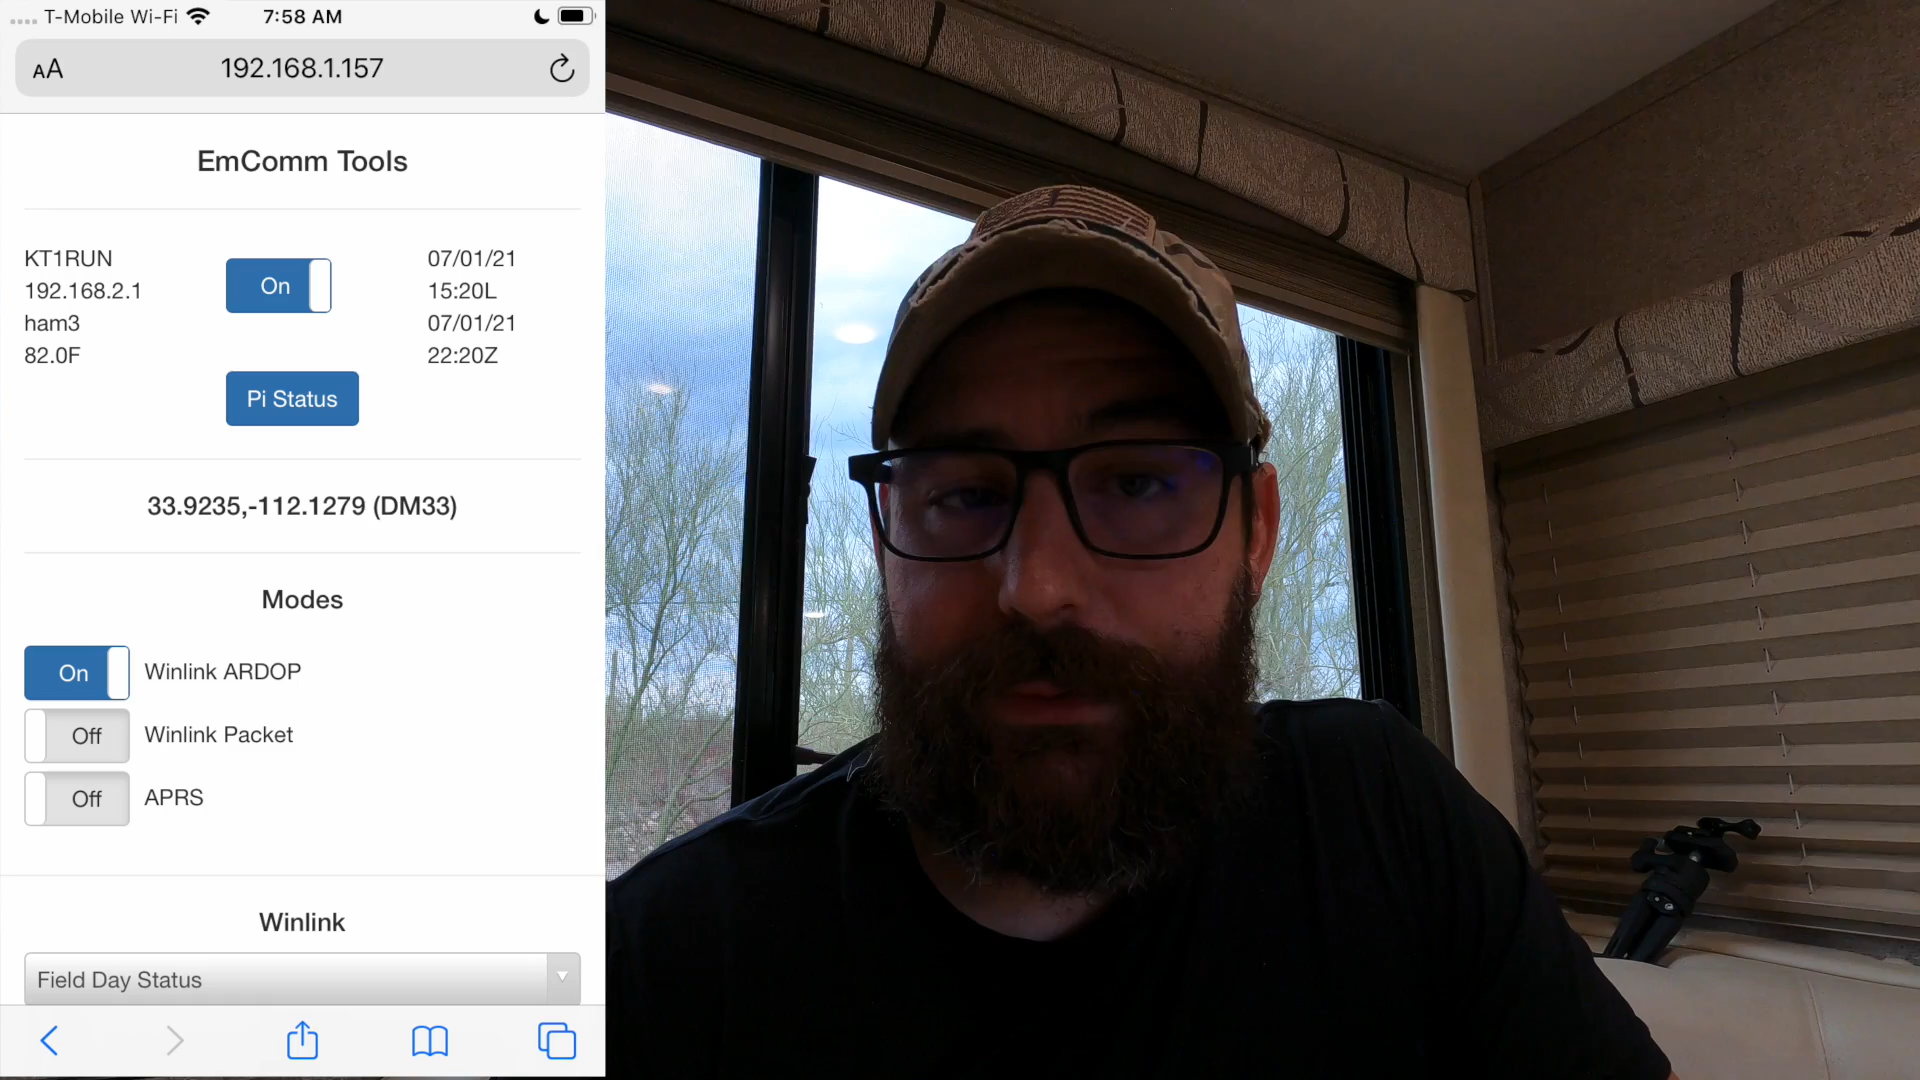 T-Mobile Wi-Fi 7:58 AM
AA 192.168.1.157
EmComm Tools
KT1RUN
192.168.2.1
ham3
82.0F
On
Pi Status
07/01/21
15:20L
07/01/21
22:20Z
33.9235,-112.1279 (DM33)
Modes
On Winlink ARDOP
Off Winlink Packet
Off APRS
Winlink
Field Day Status